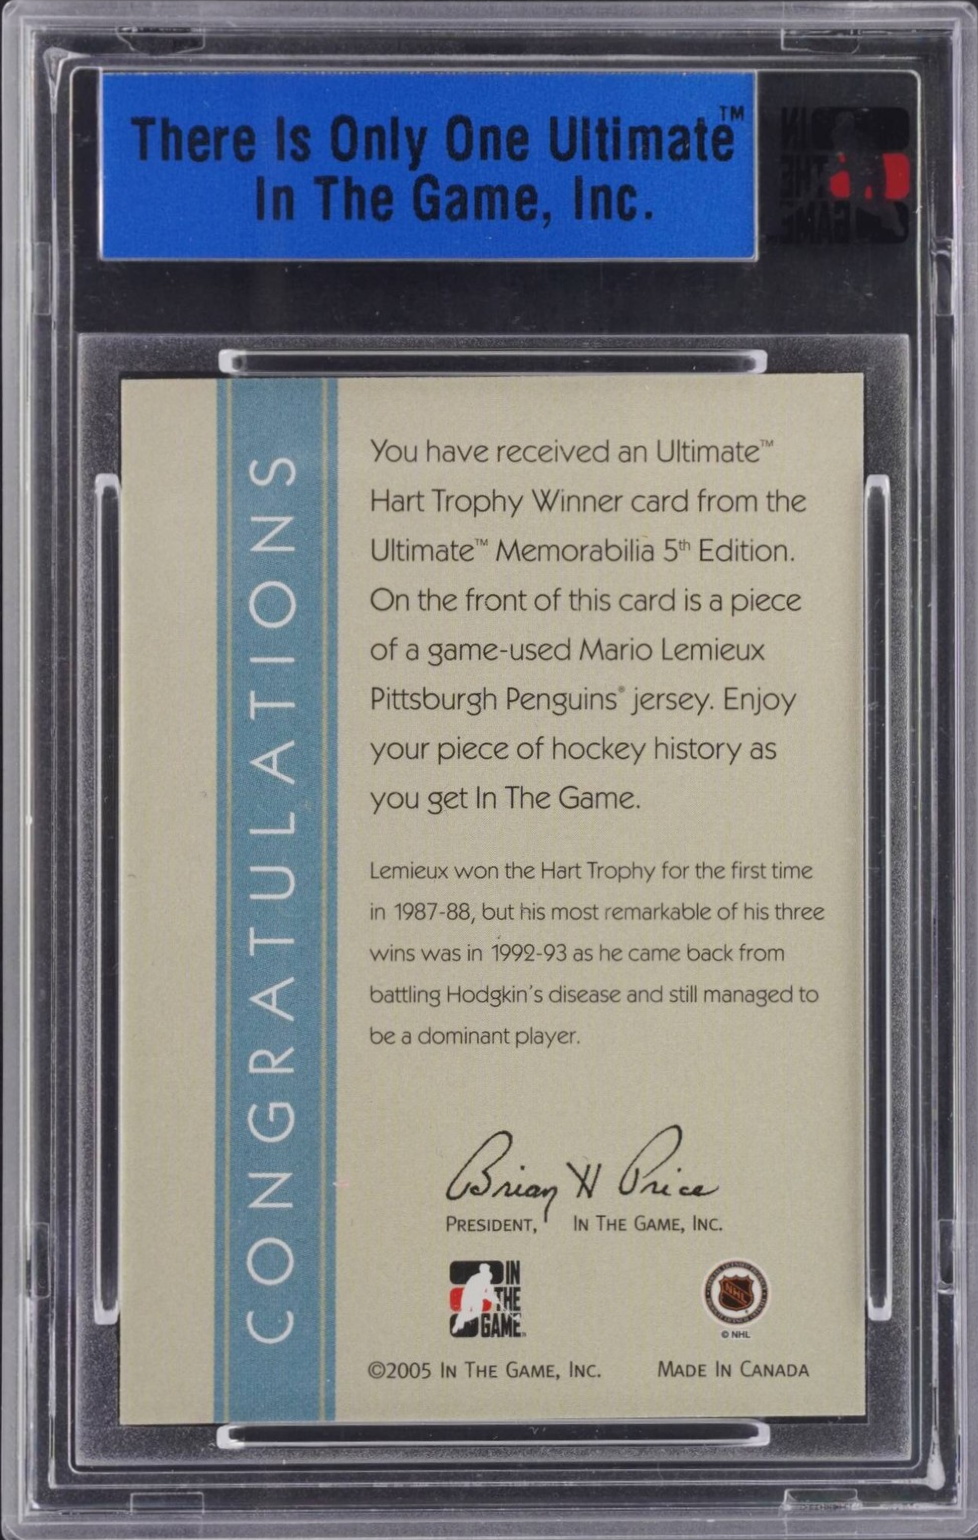 There Is Only One Ultimate™
In The Game, Inc.
IN
THE
GAME
CONGRATULATIONS
You have received an Ultimate™
Hart Trophy Winner card from the
Ultimate™ Memorabilia 5th Edition.
On the front of this card is a piece
of a game-used Mario Lemieux
Pittsburgh Penguins® jersey. Enjoy
your piece of hockey history as
you get In The Game.
Lemieux won the Hart Trophy for the first time
in 1987-88, but his most remarkable of his three
wins was in 1992-93 as he came back from
battling Hodgkin's disease and still managed to
be a dominant player.
Brian H Price
PRESIDENT, IN THE GAME, INC.
IN
THE
GAME
NHL
© NHL
©2005 IN THE GAME, INC. MADE IN CANADA